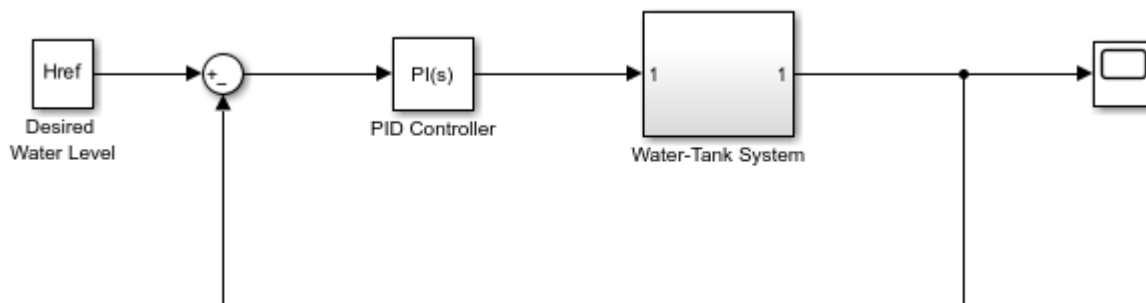 Href
+
−
PI(s)
1
1
Desired
Water Level
PID Controller
Water-Tank System